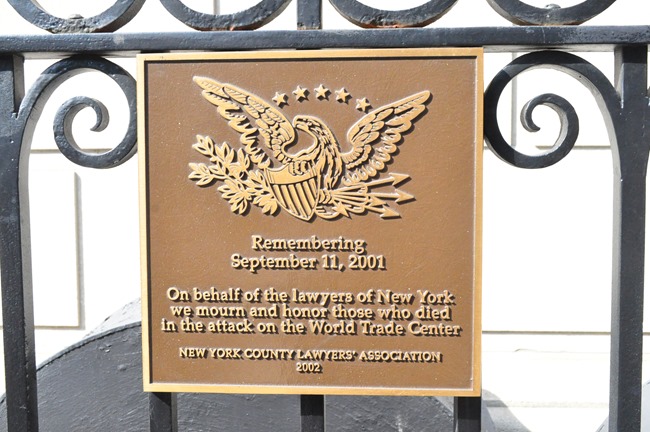 Remembering
September 11, 2001
On behalf of the lawyers of New York
we mourn and honor those who died
in the attack on the World Trade Center
NEW YORK COUNTY LAWYERS' ASSOCIATION
2002